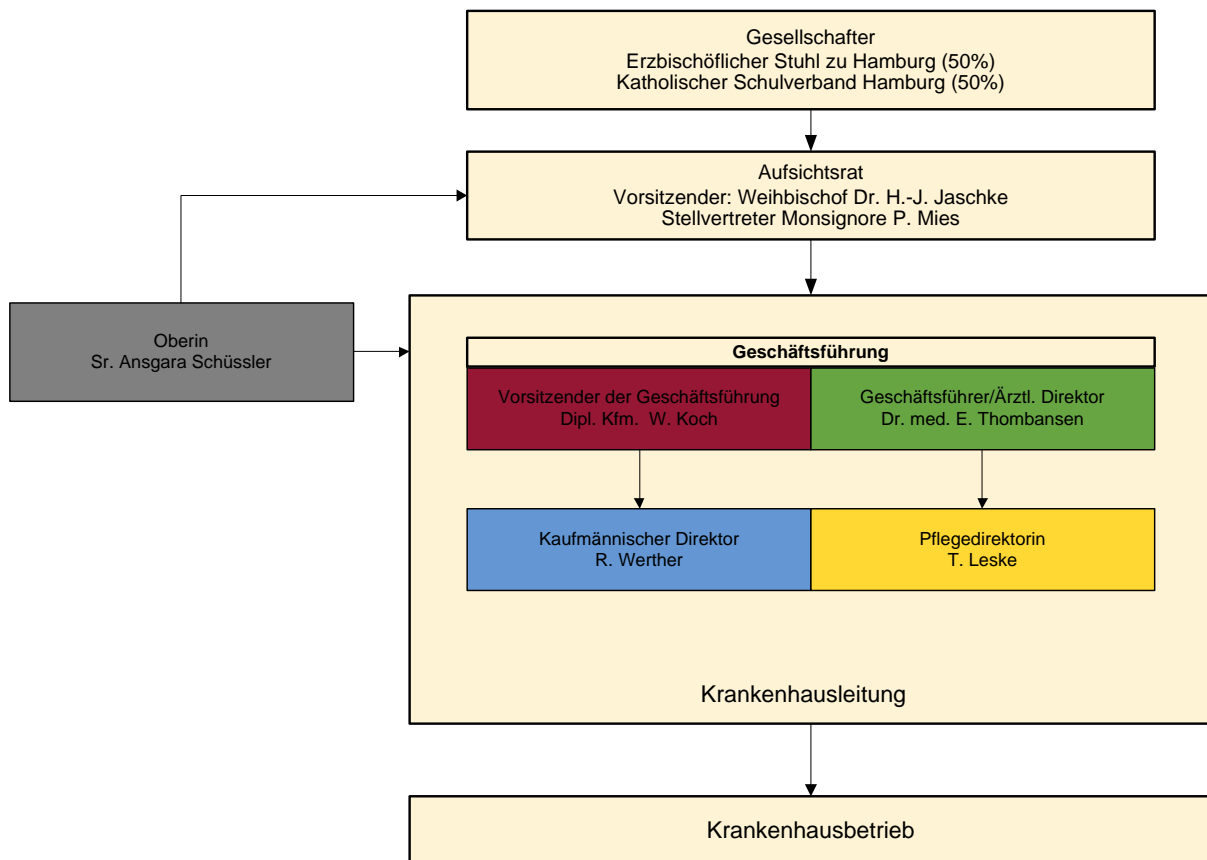 Gesellschafter
Erzbischöflicher Stuhl zu Hamburg (50%)
Katholischer Schulverband Hamburg (50%)
Aufsichtsrat
Vorsitzender: Weihbischof Dr. H.-J. Jaschke
Stellvertreter Monsignore P. Mies
Oberin
Sr. Ansgara Schüssler
Geschäftsführung
Vorsitzender der Geschäftsführung
Dipl. Kfm. W. Koch
Geschäftsführer/Ärztl. Direktor
Dr. med. E. Thombansen
Kaufmännischer Direktor
R. Werther
Pflegedirektorin
T. Leske
Krankenhausleitung
Krankenhausbetrieb